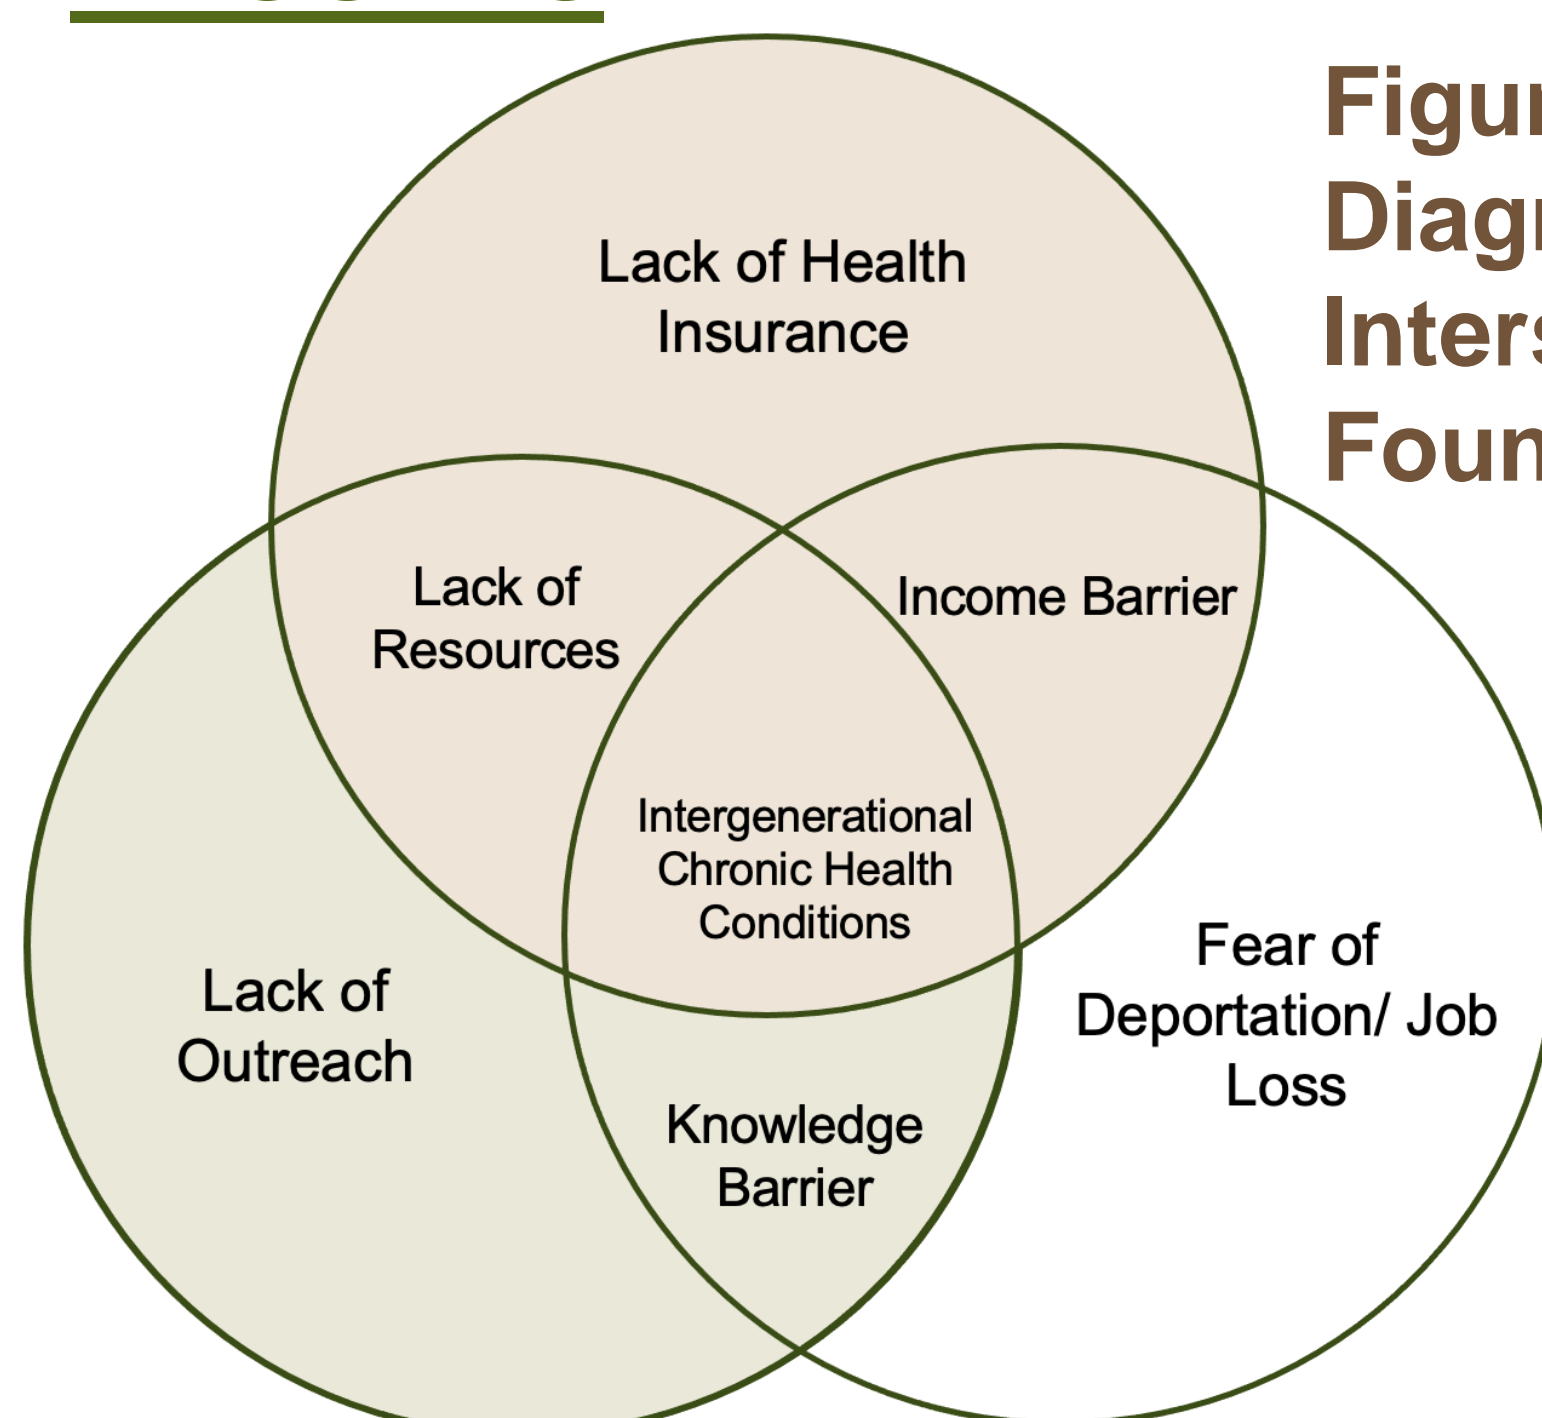 Lack of Health
Insurance
Lack of
Resources
Income Barrier
Intergenerational
Chronic Health
Conditions
Lack of
Outreach
Fear of
Deportation/ Job
Loss
Knowledge
Barrier